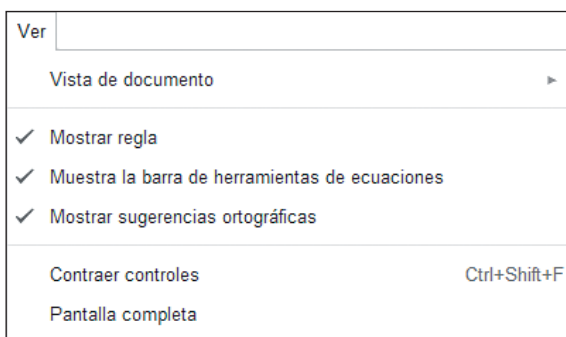 Ver
Vista de documento
Mostrar regla
Muestra la barra de herramientas de ecuaciones
Mostrar sugerencias ortográficas
Contraer controles Ctrl+Shift+F
Pantalla completa